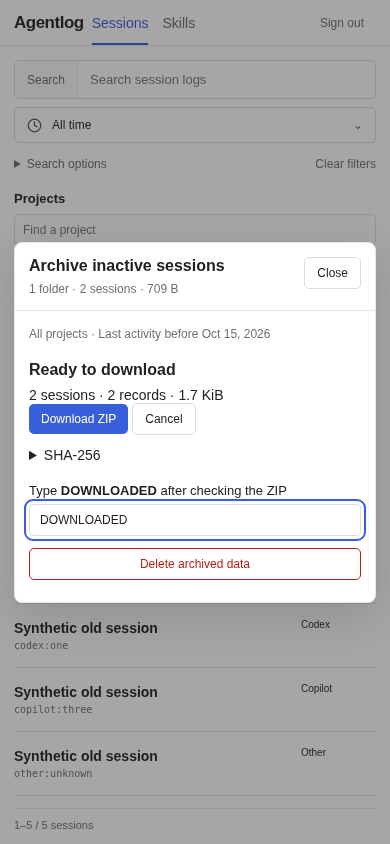 Agentlog Sessions Skills Sign out
Search Search session logs
All time
Search options Clear filters
Projects
Find a project
Archive inactive sessions
1 folder · 2 sessions · 709 B
Close
All projects · Last activity before Oct 15, 2026
Ready to download
2 sessions · 2 records · 1.7 KiB
Download ZIP Cancel
SHA-256
Type DOWNLOADED after checking the ZIP
DOWNLOADED
Delete archived data
Synthetic old session Codex
codex:one
Synthetic old session Copilot
copilot:three
Synthetic old session Other
other:unknown
1–5 / 5 sessions